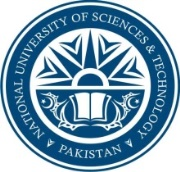 NATIONAL UNIVERSITY OF SCIENCES & TECHNOLOGY
PAKISTAN